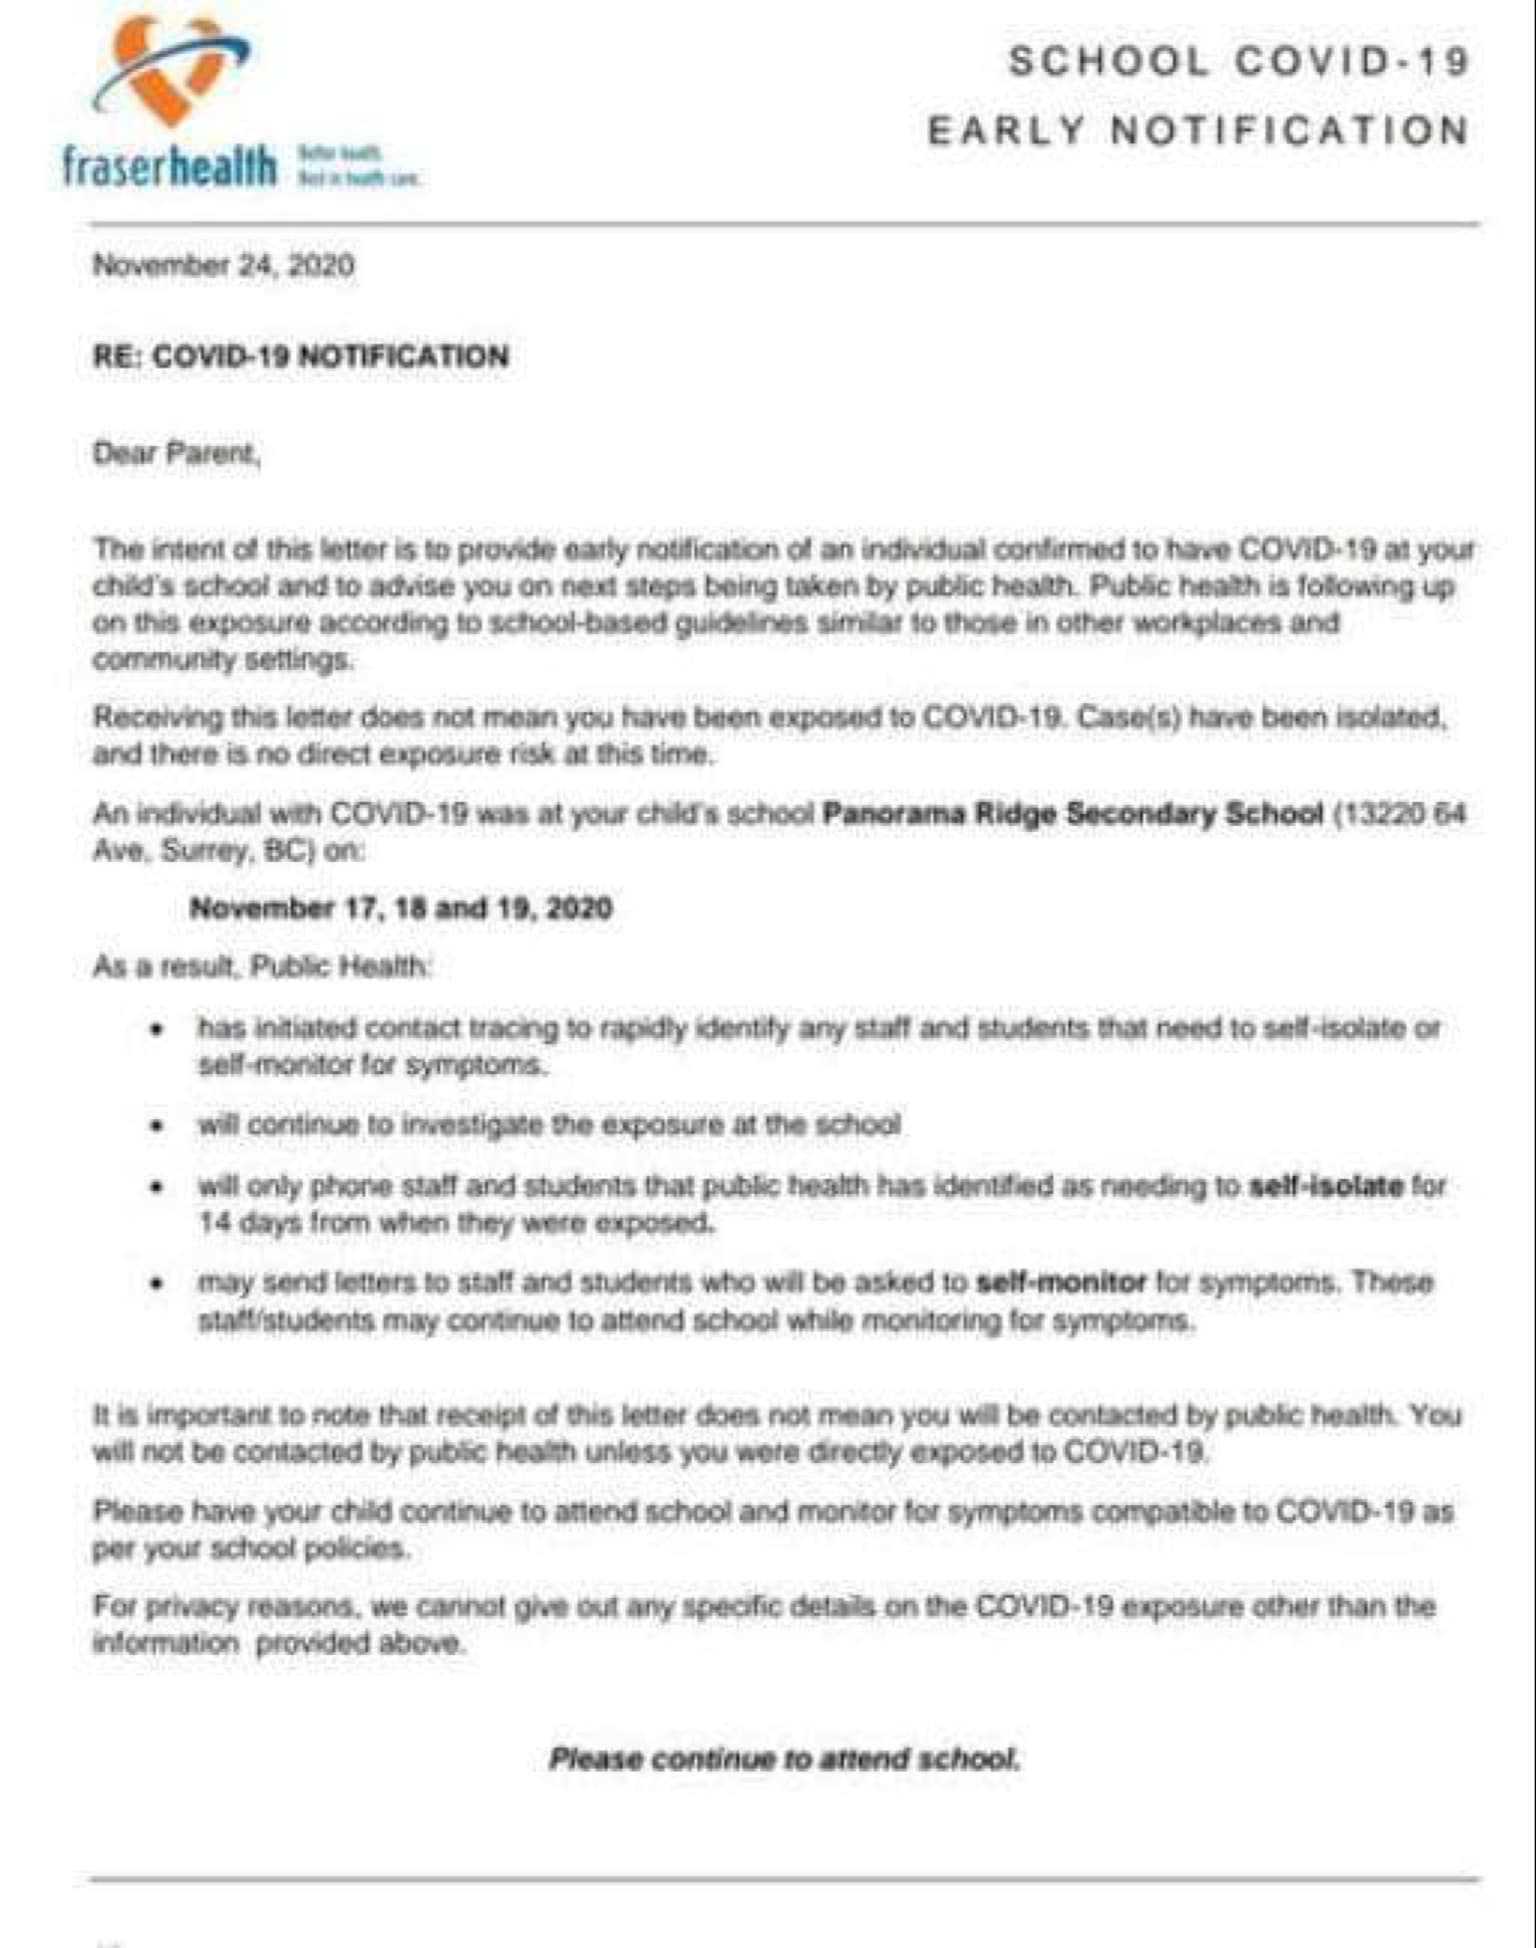 SCHOOL COVID-19
EARLY NOTIFICATION
fraserhealth Better health.
Best in health care.
November 24, 2020
RE: COVID-19 NOTIFICATION
Dear Parent,
The intent of this letter is to provide early notification of an individual confirmed to have COVID-19 at your
child's school and to advise you on next steps being taken by public health. Public health is following up
on this exposure according to school-based guidelines similar to those in other workplaces and
community settings.
Receiving this letter does not mean you have been exposed to COVID-19. Case(s) have been isolated,
and there is no direct exposure risk at this time.
An individual with COVID-19 was at your child's school Panorama Ridge Secondary School (13220 64
Ave, Surrey, BC) on:
November 17, 18 and 19, 2020
As a result, Public Health:
• has initiated contact tracing to rapidly identify any staff and students that need to self-isolate or
self-monitor for symptoms.
• will continue to investigate the exposure at the school
• will only phone staff and students that public health has identified as needing to self-isolate for
14 days from when they were exposed.
• may send letters to staff and students who will be asked to self-monitor for symptoms. These
staff/students may continue to attend school while monitoring for symptoms.
It is important to note that receipt of this letter does not mean you will be contacted by public health. You
will not be contacted by public health unless you were directly exposed to COVID-19.
Please have your child continue to attend school and monitor for symptoms compatible to COVID-19 as
per your school policies.
For privacy reasons, we cannot give out any specific details on the COVID-19 exposure other than the
information provided above.
Please continue to attend school.